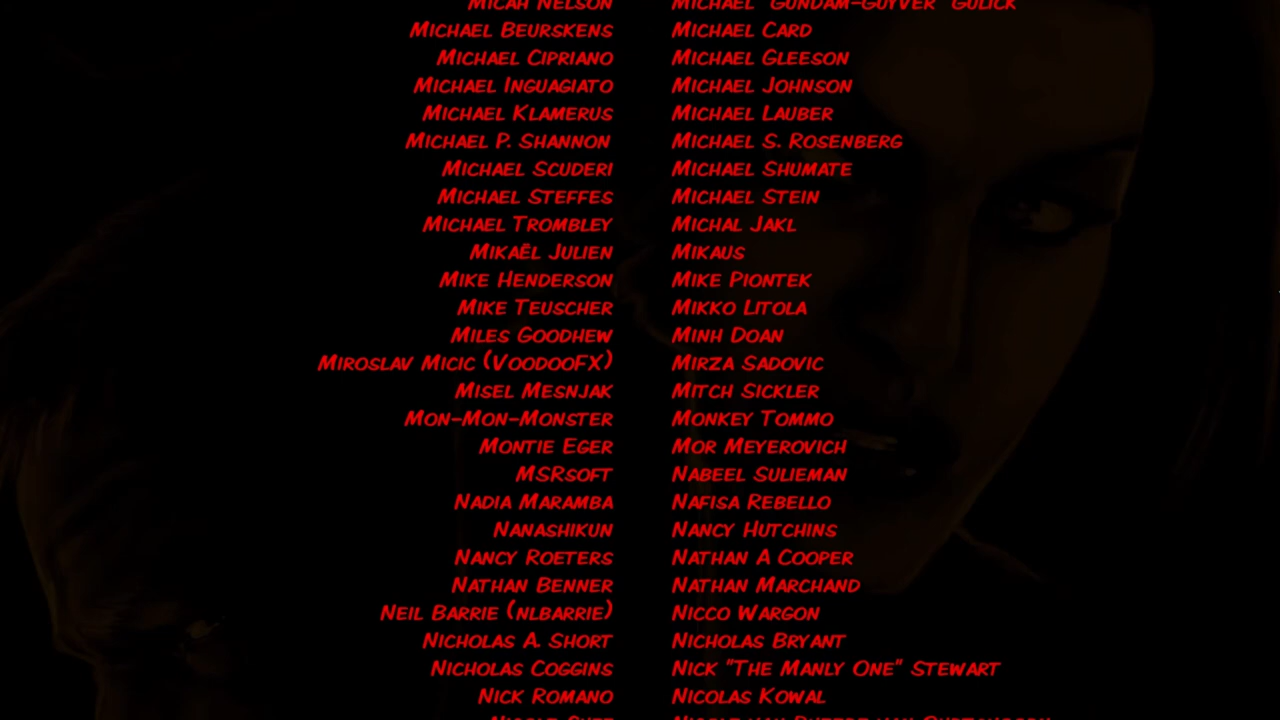 Micah Nelson Michael "Gundam-Guyver" Gulick
Michael Beurskens Michael Card
Michael Cipriano Michael Gleeson
Michael Inguagiato Michael Johnson
Michael Klamerus Michael Lauber
Michael P. Shannon Michael S. Rosenberg
Michael Scuderi Michael Shumate
Michael Steffes Michael Stein
Michael Trombley Michal Jakl
Mikaël Julien Mikaus
Mike Henderson Mike Piontek
Mike Teuscher Mikko Litola
Miles Goodhew Minh Doan
Miroslav Micic (VoodooFX) Mirza Sadovic
Misel Mesnjak Mitch Sickler
Mon-Mon-Monster Monkey Tommo
Montie Eger Mor Meyerovich
MSRsoft Nabeel Sulieman
Nadia Maramba Nafisa Rebello
Nanashikun Nancy Hutchins
Nancy Roeters Nathan A Cooper
Nathan Benner Nathan Marchand
Neil Barrie (nlbarrie) Nicco Wargon
Nicholas A. Short Nicholas Bryant
Nicholas Coggins Nick "The Manly One" Stewart
Nick Romano Nicolas Kowal